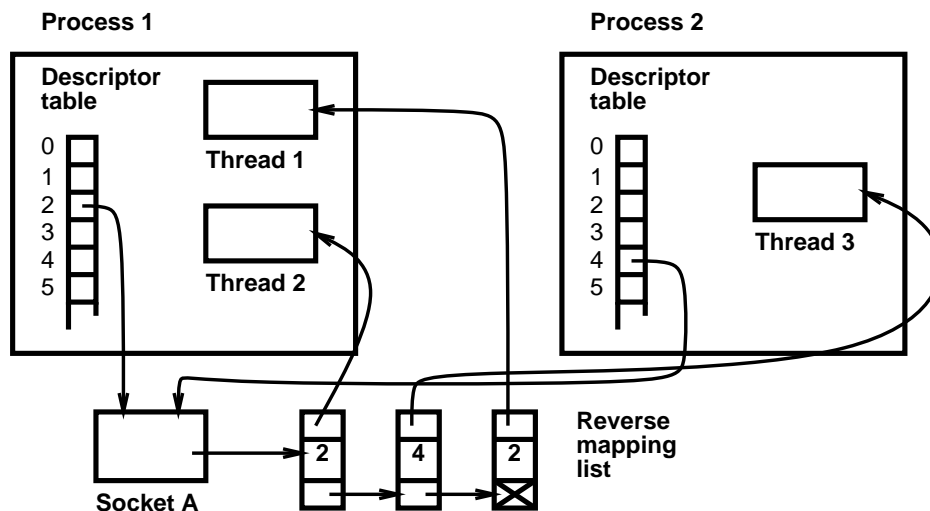 Process 1
Process 2
Descriptor
table
0
1
2
3
4
5
Thread 1
Thread 2
Descriptor
table
0
1
2
3
4
5
Thread 3
Socket A
2
4
2
Reverse
mapping
list